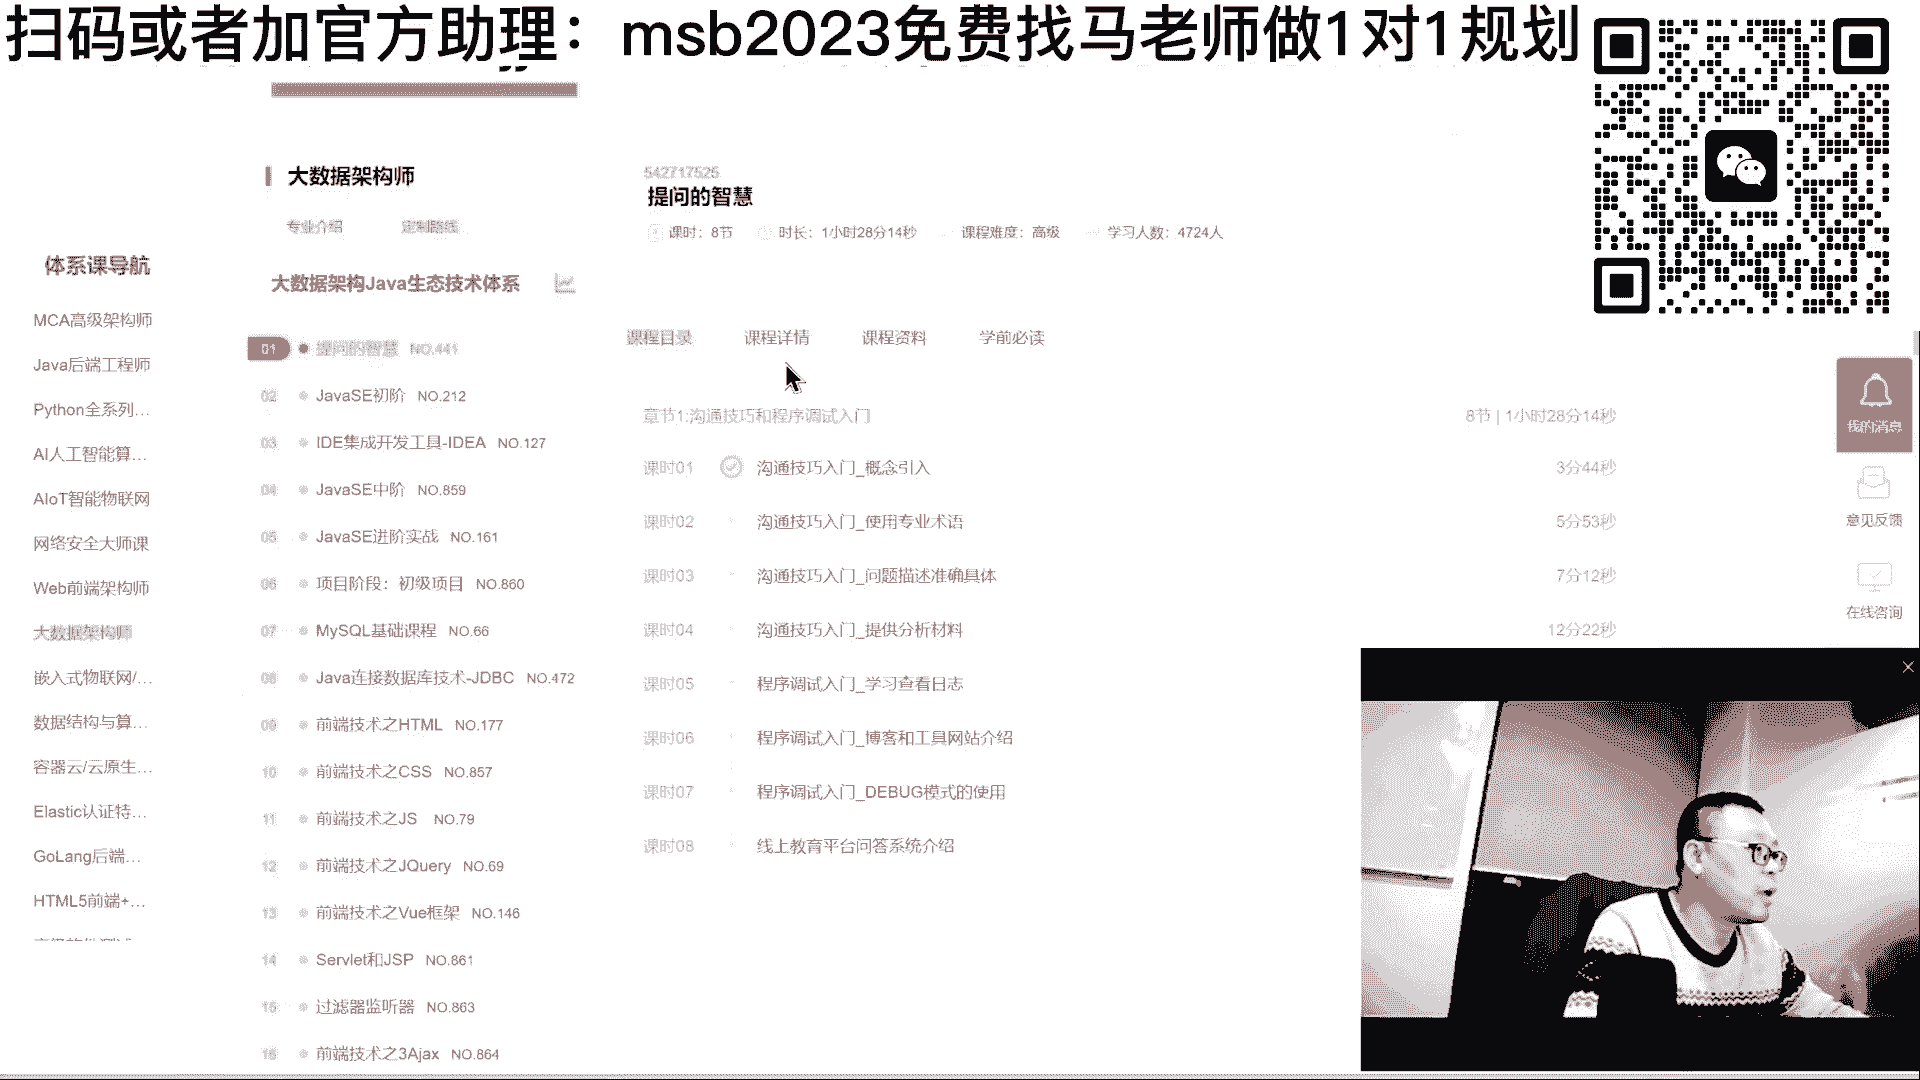 扫码或者加官方助理：msb2023免费找马老师做1对1规划
大数据架构师
专业介绍 定制路线
体系课导航
MCA高级架构师
Java后端工程师
Python全系列…
AI人工智能算…
AIoT智能物联网
网络安全大师课
Web前端架构师
大数据架构师
嵌入式物联网/…
数据结构与算…
容器云/云原生…
Elastic认证特…
GoLang后端…
HTML5前端+…
大数据架构Java生态技术体系
01 提问的智慧 NO.441
02 JavaSE初阶 NO.212
03 IDE集成开发工具-IDEA NO.127
04 JavaSE中阶 NO.859
05 JavaSE进阶实战 NO.161
06 项目阶段：初级项目 NO.860
07 MySQL基础课程 NO.66
08 Java连接数据库技术-JDBC NO.472
09 前端技术之HTML NO.177
10 前端技术之CSS NO.857
11 前端技术之JS NO.79
12 前端技术之JQuery NO.69
13 前端技术之Vue框架 NO.146
14 Servlet和JSP NO.861
15 过滤器监听器 NO.863
16 前端技术之3Ajax NO.864
542717525
提问的智慧
课时：8节 时长：1小时28分14秒 课程难度：高级 学习人数：4724人
课程目录 课程详情 课程资料 学前必读
章节1:沟通技巧和程序调试入门 8节 | 1小时28分14秒
课时01 沟通技巧入门_概念引入 3分44秒
课时02 沟通技巧入门_使用专业术语 5分53秒
课时03 沟通技巧入门_问题描述准确具体 7分12秒
课时04 沟通技巧入门_提供分析材料 12分22秒
课时05 程序调试入门_学习查看日志
课时06 程序调试入门_博客和工具网站介绍
课时07 程序调试入门_DEBUG模式的使用
课时08 线上教育平台问答系统介绍
我的消息
意见反馈
在线咨询